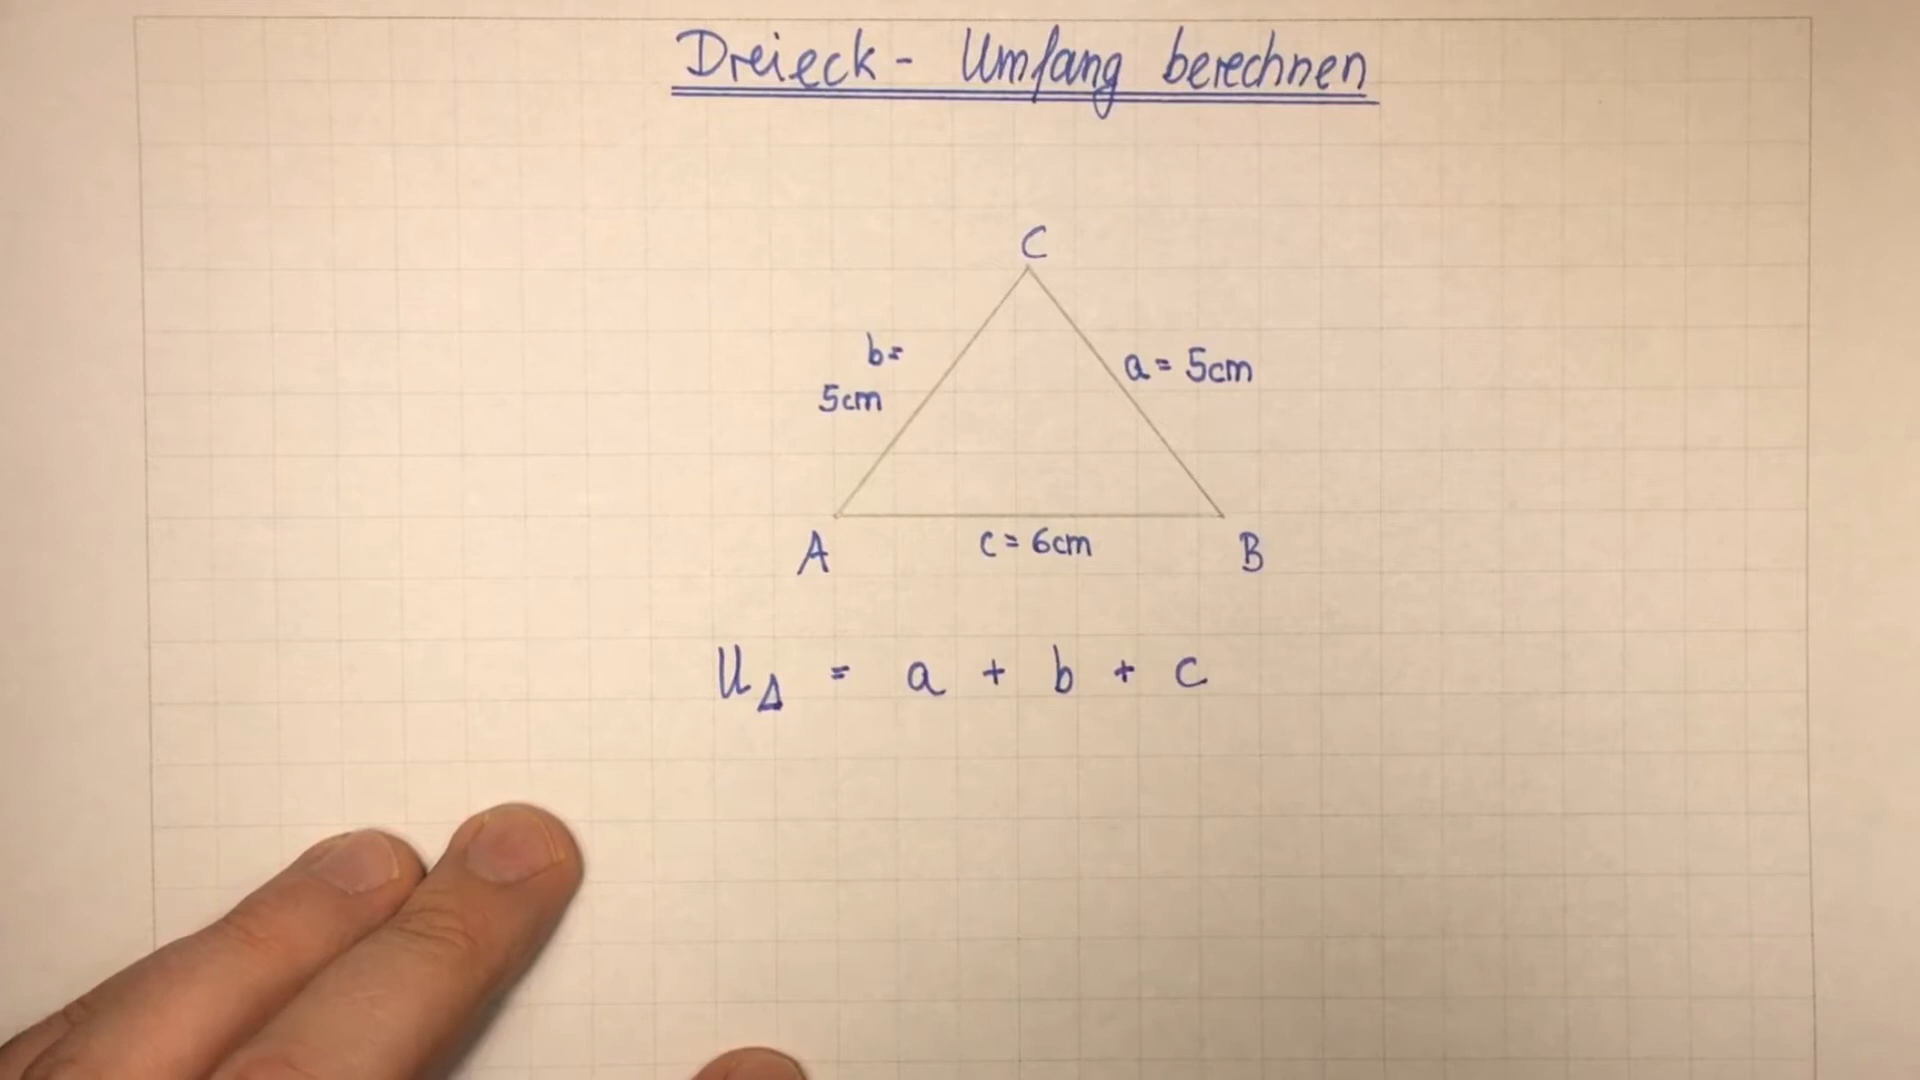 Dreieck - Umfang berechnen
C
b=
5cm
a = 5cm
A
c = 6cm
B
U△ = a + b + c